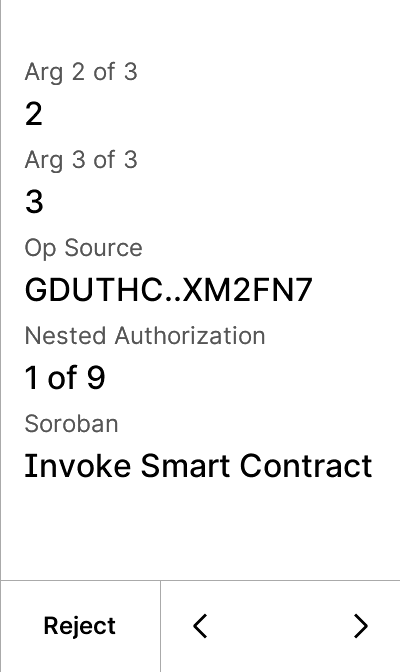 Arg 2 of 3
2
Arg 3 of 3
3
Op Source
GDUTHC..XM2FN7
Nested Authorization
1 of 9
Soroban
Invoke Smart Contract
Reject